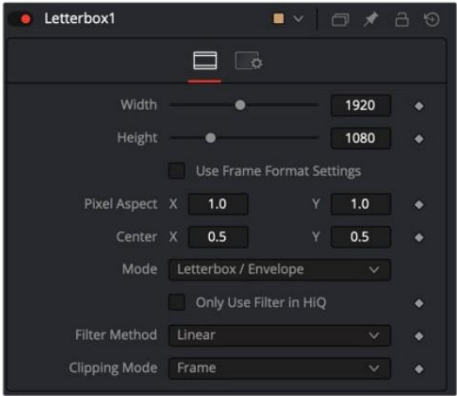 Letterbox1
Width 1920
Height 1080
Use Frame Format Settings
Pixel Aspect X 1.0 Y 1.0
Center X 0.5 Y 0.5
Mode Letterbox / Envelope
Only Use Filter in HiQ
Filter Method Linear
Clipping Mode Frame